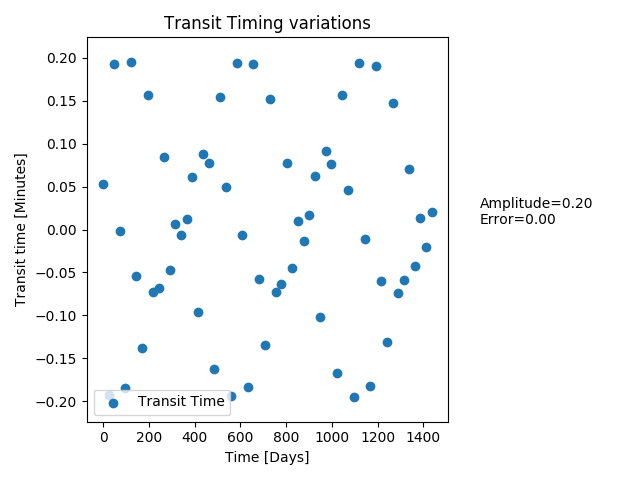 Transit Timing variations
Transit time [Minutes]
0.20
0.15
0.10
0.05
0.00
−0.05
−0.10
−0.15
−0.20
Amplitude=0.20
Error=0.00
Transit Time
0 200 400 600 800 1000 1200 1400
Time [Days]